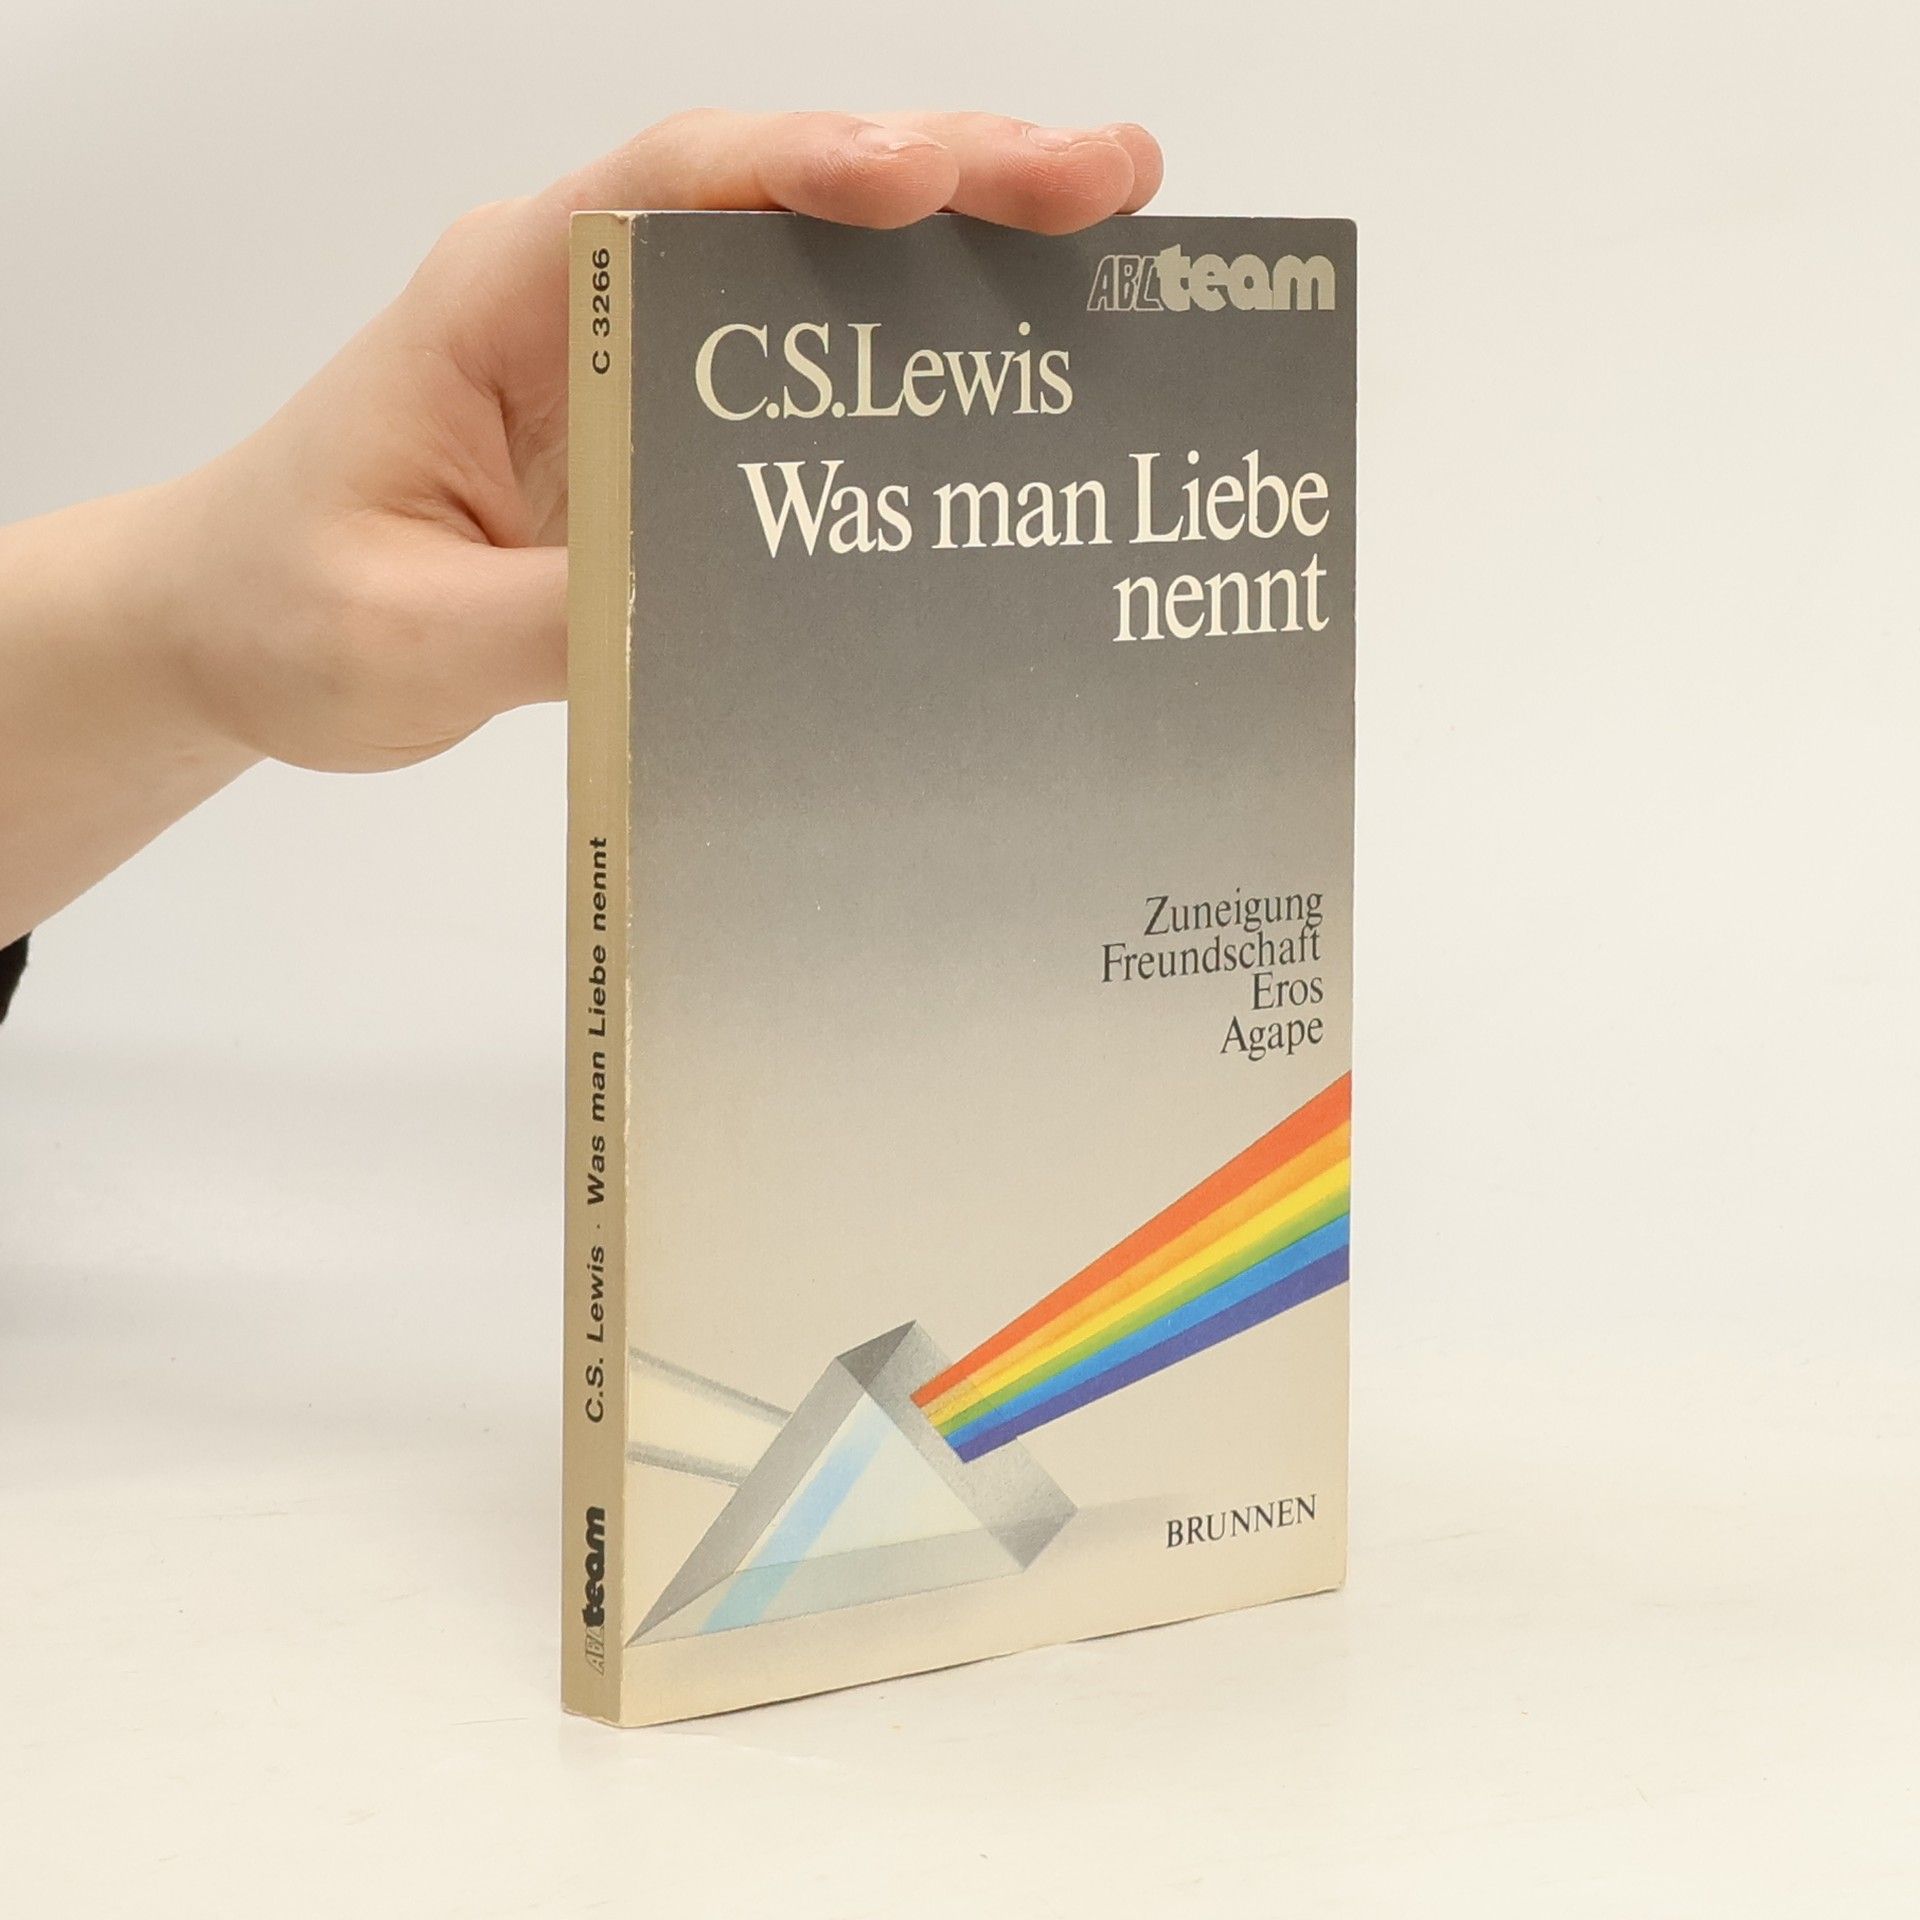 ABCteam
C.S.Lewis
Was man Liebe
nennt
Zuneigung
Freundschaft
Eros
Agape
BRUNNEN
C 3266
C.S. Lewis · Was man Liebe nennt
ABCteam